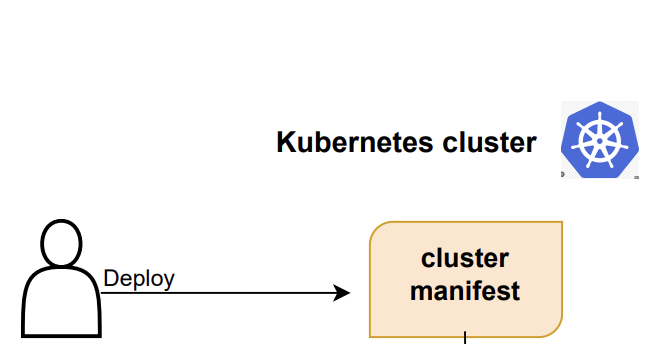 Kubernetes cluster
Deploy
cluster
manifest